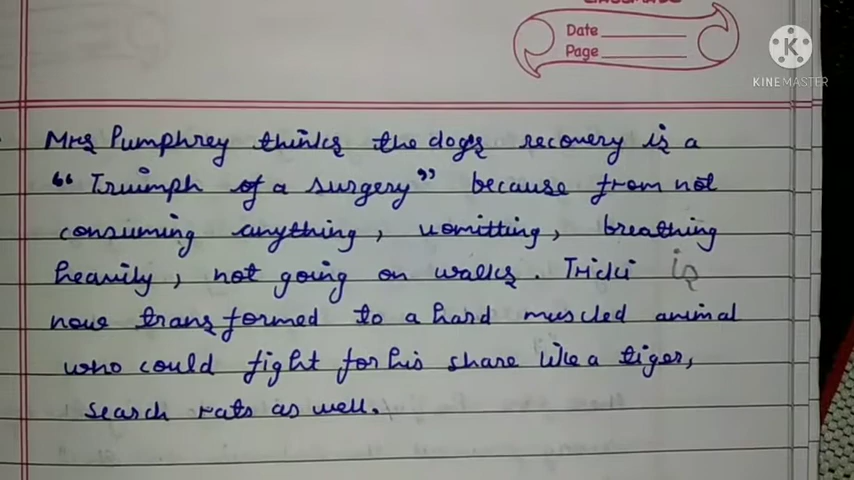 Date
Page
KINEMASTER
Mrs Pumphrey thinks the dog's recovery is a
" Truimph of a surgery" because from not
consuming anything, vomitting, breathing
heavily, not going on walks. Tricki is
now transformed to a hard muscled animal
who could fight for his share like a tiger,
search rats as well.